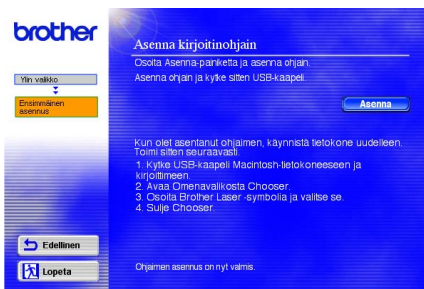 brother
Asenna kirjoitinohjain
Osoita Asenna-painiketta ja asenna ohjain.
Asenna ohjain ja kytke sitten USB-kaapeli.
Ylin valikko
Ensimmäinen
asennus
Asenna
Kun olet asentanut ohjaimen, käynnistä tietokone uudelleen.
Toimi sitten seuraavasti.
1. Kytke USB-kaapeli Macintosh-tietokoneeseen ja
kirjoittimeen.
2. Avaa Omenavalikosta Chooser.
3. Osoita Brother Laser -symbolia ja valitse se.
4. Sulje Chooser.
Edellinen
Lopeta
Ohjaimen asennus on nyt valmis.